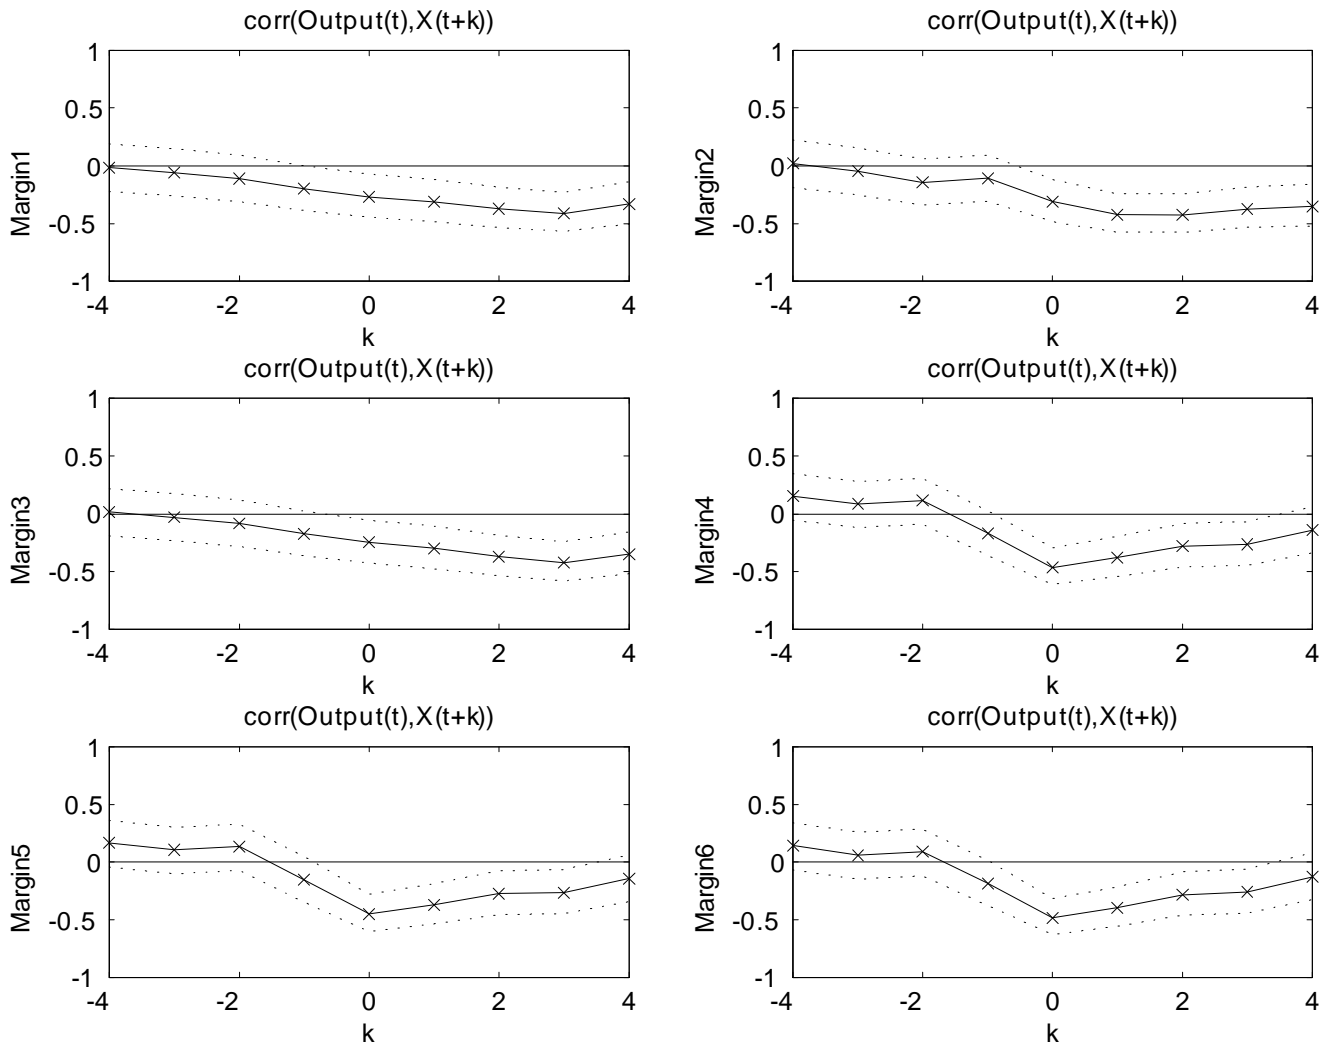 corr(Output(t),X(t+k)) corr(Output(t),X(t+k))
1 1
0.5 0.5
0 0
-0.5 -0.5
-1 -1
Margin1 Margin2
-4 -2 0 2 4 -4 -2 0 2 4
k k
corr(Output(t),X(t+k)) corr(Output(t),X(t+k))
1 1
0.5 0.5
0 0
-0.5 -0.5
-1 -1
Margin3 Margin4
-4 -2 0 2 4 -4 -2 0 2 4
k k
corr(Output(t),X(t+k)) corr(Output(t),X(t+k))
1 1
0.5 0.5
0 0
-0.5 -0.5
-1 -1
Margin5 Margin6
-4 -2 0 2 4 -4 -2 0 2 4
k k